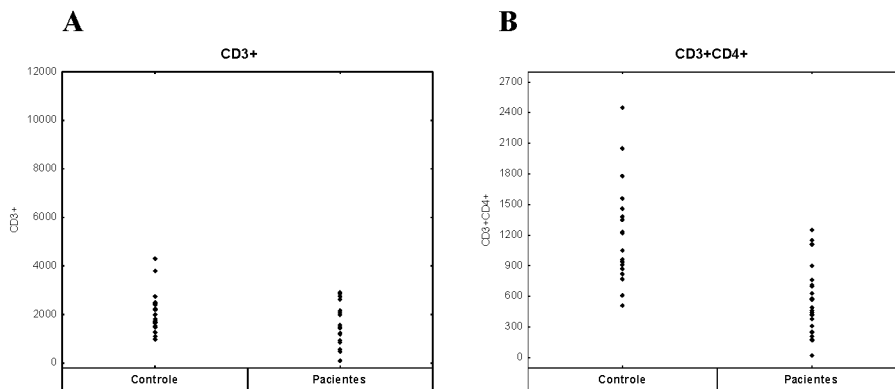 A
CD3+
12000
10000
8000
6000
4000
2000
0
CD3+
Controle
Pacientes
B
CD3+CD4+
2700
2400
2100
1800
1500
1200
900
600
300
0
CD3+CD4+
Controle
Pacientes